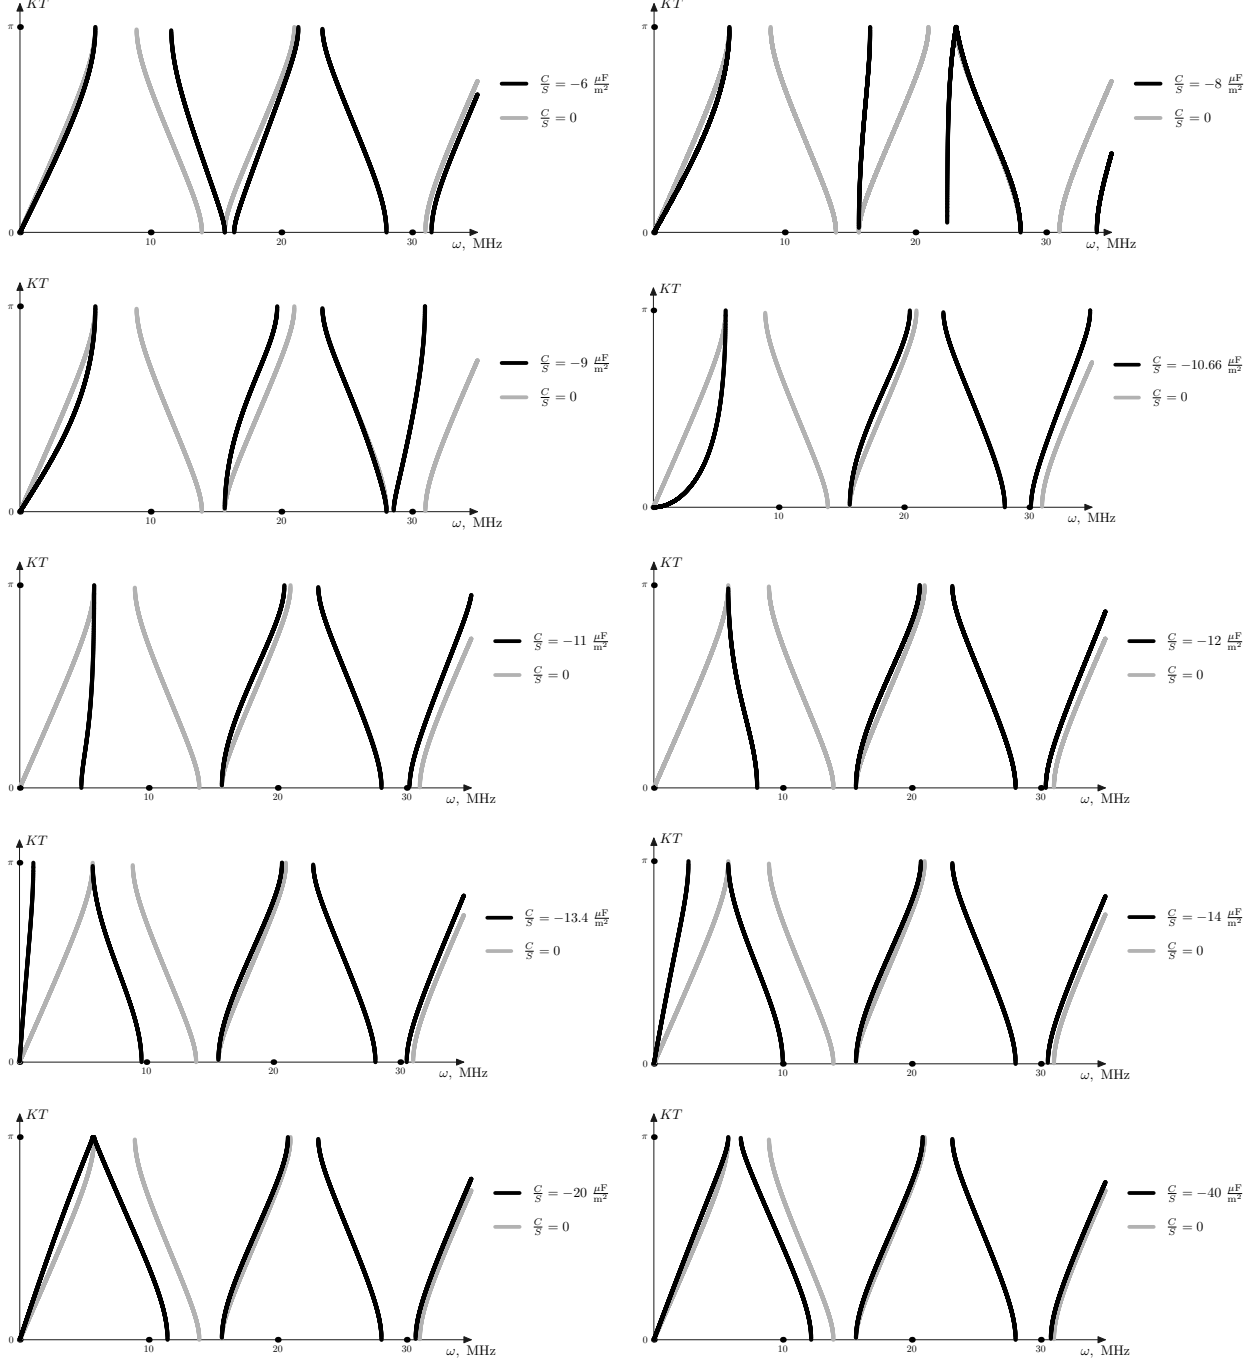 KT
π
C/S = −6 μF/m²
C/S = 0
0
10
20
30
ω, MHz
KT
π
C/S = −8 μF/m²
C/S = 0
0
10
20
30
ω, MHz
KT
π
C/S = −9 μF/m²
C/S = 0
0
10
20
30
ω, MHz
KT
π
C/S = −10.66 μF/m²
C/S = 0
0
10
20
30
ω, MHz
KT
π
C/S = −11 μF/m²
C/S = 0
0
10
20
30
ω, MHz
KT
π
C/S = −12 μF/m²
C/S = 0
0
10
20
30
ω, MHz
KT
π
C/S = −13.4 μF/m²
C/S = 0
0
10
20
30
ω, MHz
KT
π
C/S = −14 μF/m²
C/S = 0
0
10
20
30
ω, MHz
KT
π
C/S = −20 μF/m²
C/S = 0
0
10
20
30
ω, MHz
KT
π
C/S = −40 μF/m²
C/S = 0
0
10
20
30
ω, MHz